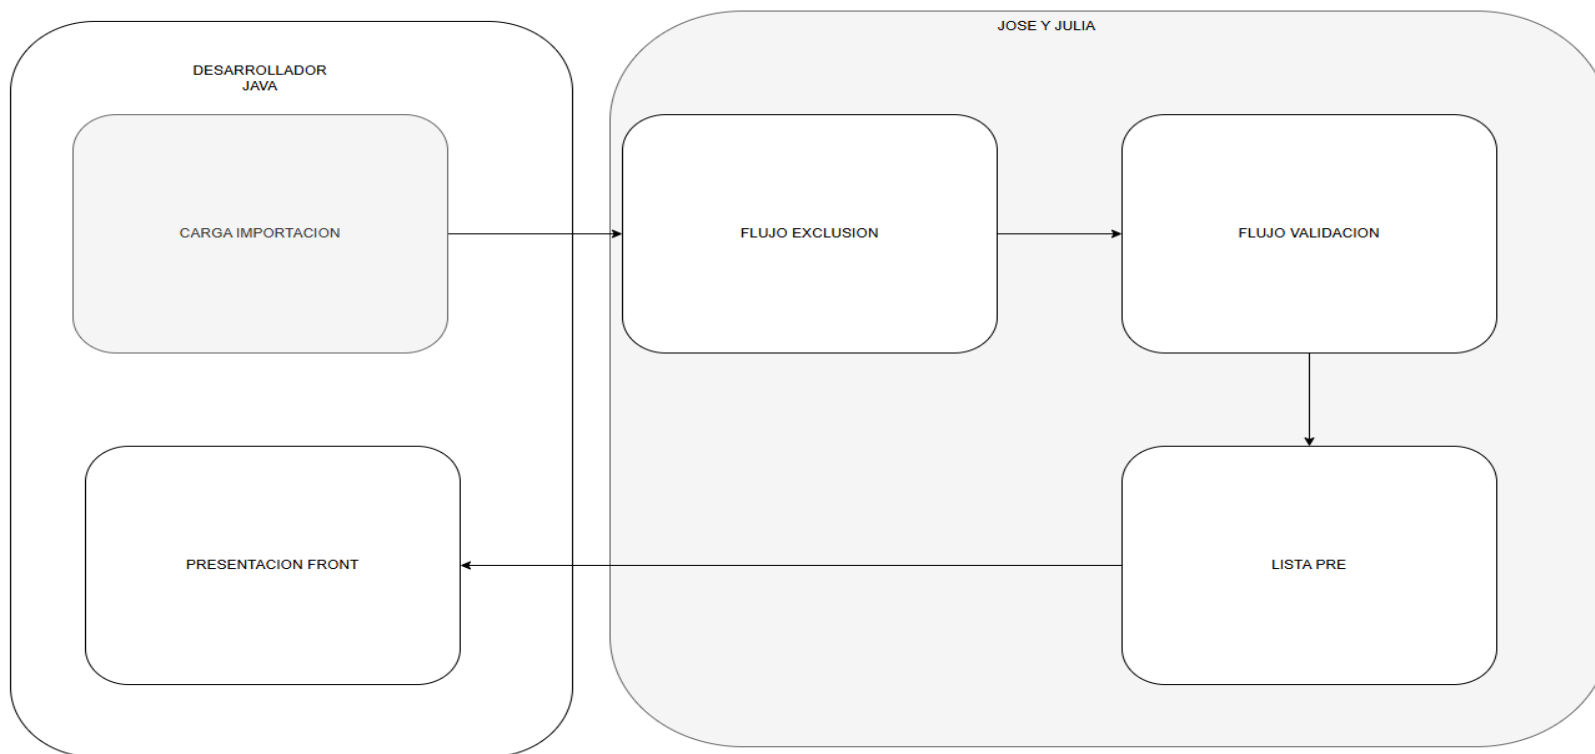 JOSE Y JULIA
DESARROLLADOR
JAVA
CARGA IMPORTACION
FLUJO EXCLUSION
FLUJO VALIDACION
PRESENTACION FRONT
LISTA PRE